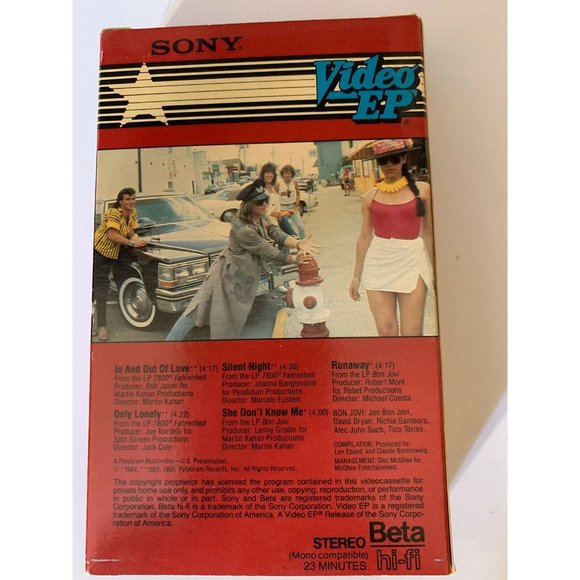 SONY®
Video
EP®
In And Out Of Love** (4:17)
From the LP 7800° Fahrenheit
Producer: Bob Jason for
Martin Kahan Productions
Director: Martin Kahan
Silent Night** (4:30)
From the LP 7800° Fahrenheit
Producer: Joanna Bongiovanni
for Pendulum Productions
Director: Marcelo Epstein
Runaway* (4:17)
From the LP Bon Jovi
Producer: Robert Mont
for Robel Productions
Director: Michael Cuesta
Only Lonely** (4:22)
From the LP 7800° Fahrenheit
Producer: Joe Nardelli for
Split Screen Productions
Director: Jack Cole
She Don't Know Me* (4:00)
From the LP Bon Jovi
Producer: Lenny Grodin for
Martin Kahan Productions
Director: Martin Kahan
BON JOVI: Jon Bon Jovi,
David Bryan, Richie Sambora,
Alec John Such, Tico Torres.
COMPILATION: Produced by
Len Epand and Claude Borenzweig.
MANAGEMENT: Doc McGhee for
McGhee Entertainment.
A PolyGram Musicvideo—U.S. Presentation.
© *1984, **1985, 1985 PolyGram Records, Inc. All Rights Reserved.
The copyright proprietor has licensed the program contained in this videocassette for
private home use only, and prohibits any other use, copying, reproduction, or performance
in public in whole or in part. Sony and Beta are registered trademarks of the Sony
Corporation. Beta hi-fi is a trademark of the Sony Corporation. Video EP is a registered
trademark of the Sony Corporation of America. A Video EP® Release of the Sony Corpo-
ration of America.
STEREO
(Mono compatible)
23 MINUTES
Beta
hi-fi